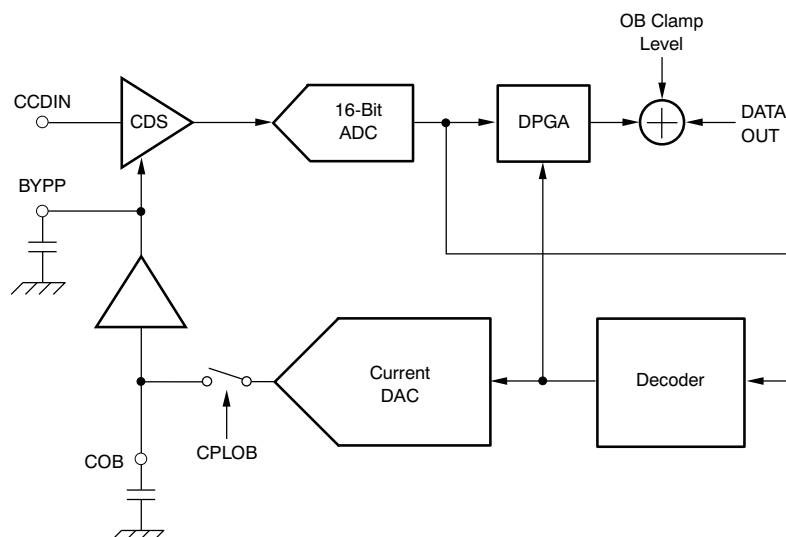 OB Clamp
Level
CCDIN
CDS
16-Bit
ADC
DPGA
DATA
OUT
BYPP
Current
DAC
Decoder
CPLOB
COB